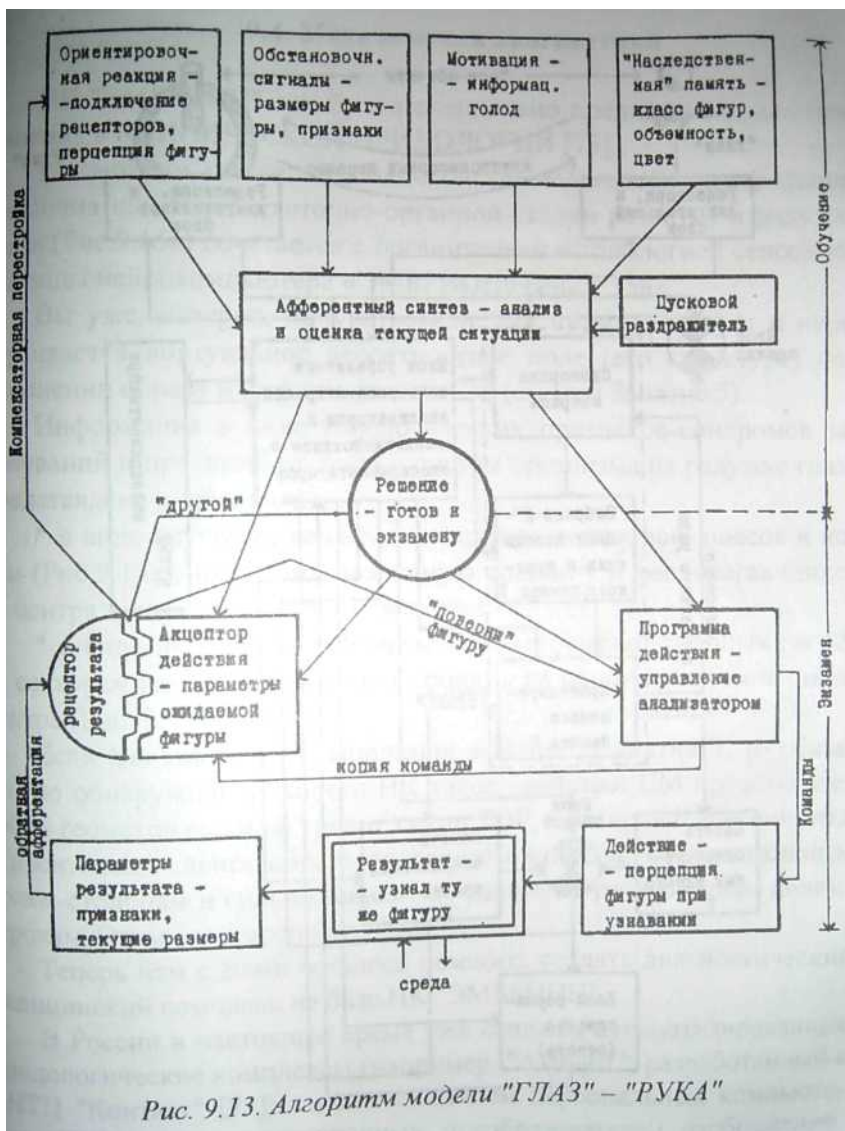 Ориентировоч-
ная реакция -
-подключение
рецепторов,
перцепция фигу-
ры
Обстановочн.
сигналы -
размеры фигу-
ры, признаки
Мотивация -
- информац.
голод
"Наследствен-
ная" память -
класс фигур,
объемность,
цвет
Обучение
Компенсаторная перестройка
Афферентный синтез - анализ
и оценка текущей ситуации
Пусковой
раздражитель
Решение
- готов к
экзамену
"другой"
"поверни"
фигуру
рецептор
результата
Акцептор
действия
- параметры
ожидаемой
фигуры
Программа
действия -
управление
анализатором
Экзамен
копия команды
Команды
обратная
афферентация
Параметры
результата -
признаки,
текущие размеры
Результат -
- узнал ту
же фигуру
Действие -
- перцепция
фигуры при
узнавании
среда
Рис. 9.13. Алгоритм модели "ГЛАЗ" – "РУКА"